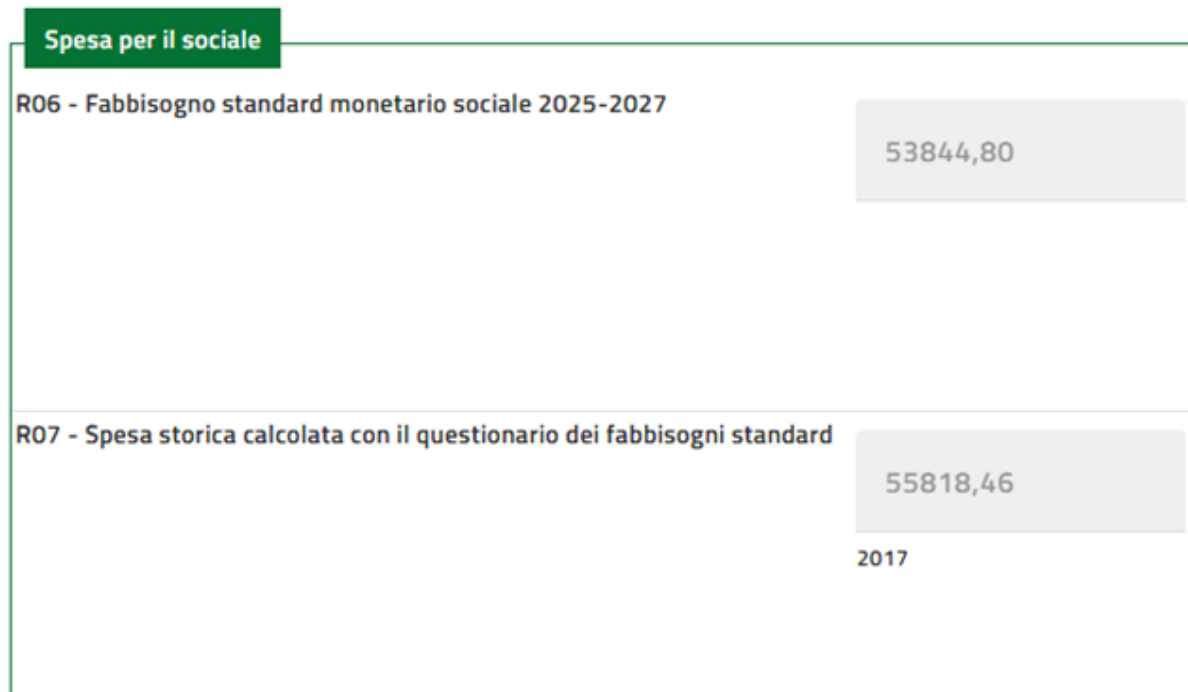 Spesa per il sociale
R06 - Fabbisogno standard monetario sociale 2025-2027
53844,80
R07 - Spesa storica calcolata con il questionario dei fabbisogni standard
55818,46
2017